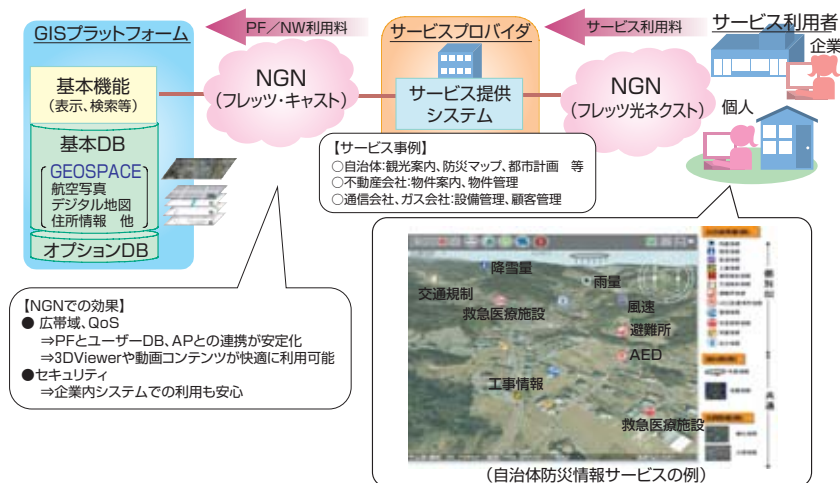 GISプラットフォーム
基本機能
（表示、検索等）
基本DB
GEOSPACE
航空写真
デジタル地図
住所情報　他
オプションDB
PF／NW利用料
NGN
（フレッツ・キャスト）
サービスプロバイダ
サービス提供
システム
サービス利用料
NGN
（フレッツ光ネクスト）
サービス利用者
企業
個人
【サービス事例】
○自治体：観光案内、防災マップ、都市計画　等
○不動産会社：物件案内、物件管理
○通信会社、ガス会社：設備管理、顧客管理
【NGNでの効果】
● 広帯域、QoS
⇒PFとユーザーDB、APとの連携が安定化
⇒3DViewerや動画コンテンツが快適に利用可能
●セキュリティ
⇒企業内システムでの利用も安心
降雪量
雨量
交通規制
風速
救急医療施設
避難所
AED
工事情報
救急医療施設
個別
共通
（自治体防災情報サービスの例）